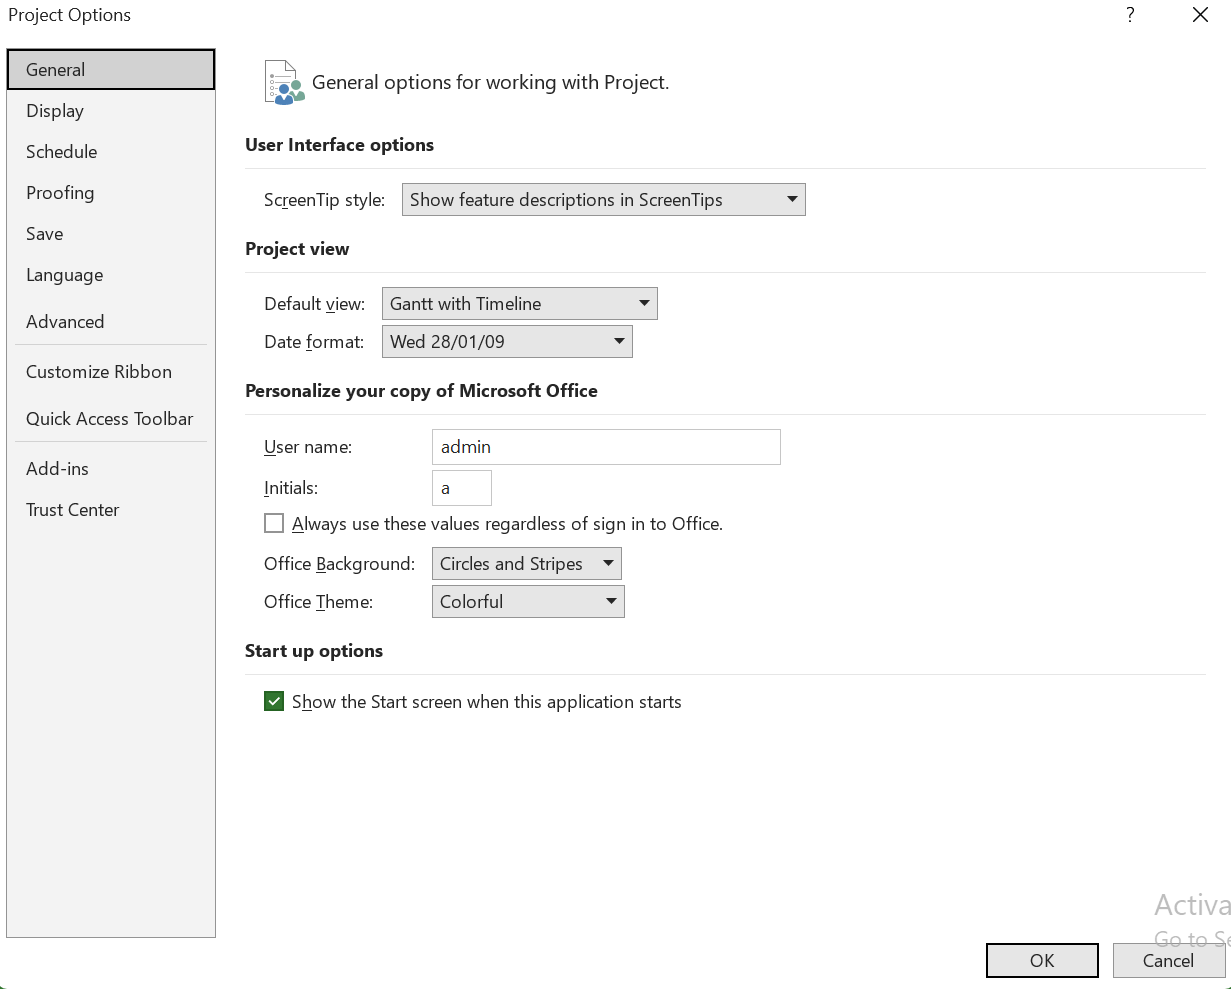 Project Options
?
General
Display
Schedule
Proofing
Save
Language
Advanced
Customize Ribbon
Quick Access Toolbar
Add-ins
Trust Center
General options for working with Project.
User Interface options
ScreenTip style: Show feature descriptions in ScreenTips
Project view
Default view: Gantt with Timeline
Date format: Wed 28/01/09
Personalize your copy of Microsoft Office
User name: admin
Initials: a
Always use these values regardless of sign in to Office.
Office Background: Circles and Stripes
Office Theme: Colorful
Start up options
Show the Start screen when this application starts
Activa
Go to Se
OK Cancel